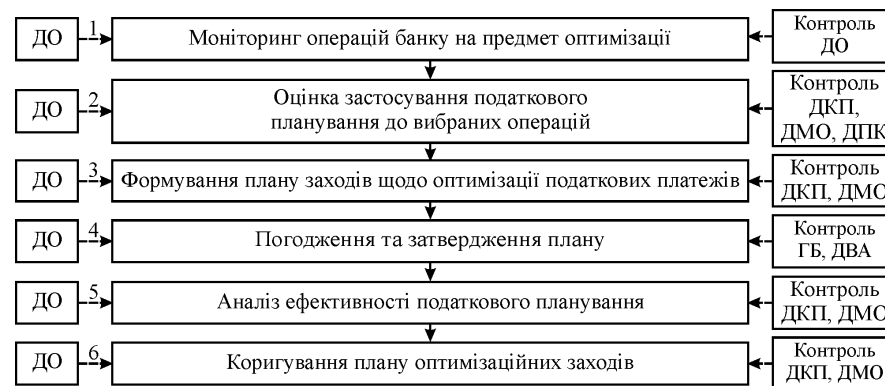 ДО 1 Моніторинг операцій банку на предмет оптимізації Контроль
ДО
ДО 2 Оцінка застосування податкового
планування до вибраних операцій
Контроль
ДКП,
ДМО, ДПК
ДО 3 Формування плану заходів щодо оптимізації податкових платежів
Контроль
ДКП, ДМО
ДО 4 Погодження та затвердження плану
Контроль
ГБ, ДВА
ДО 5 Аналіз ефективності податкового планування
Контроль
ДКП, ДМО
ДО 6 Коригування плану оптимізаційних заходів
Контроль
ДКП, ДМО